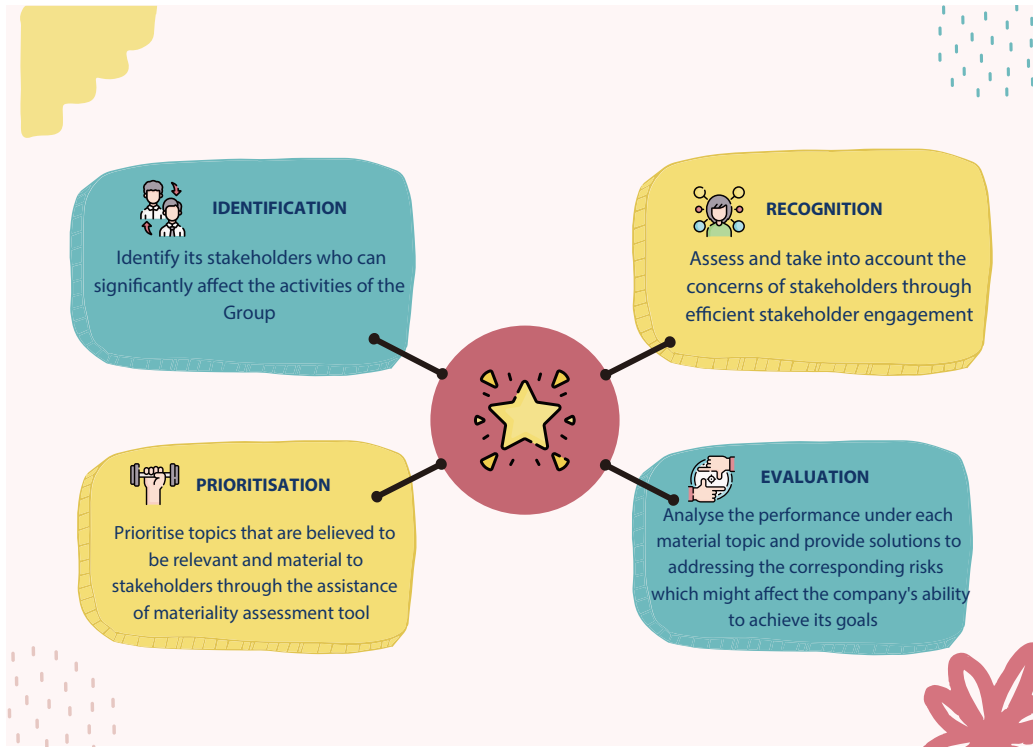 IDENTIFICATION
Identify its stakeholders who can
significantly affect the activities of the
Group
RECOGNITION
Assess and take into account the
concerns of stakeholders through
efficient stakeholder engagement
PRIORITISATION
Prioritise topics that are believed to
be relevant and material to
stakeholders through the assistance
of materiality assessment tool
EVALUATION
Analyse the performance under each
material topic and provide solutions to
addressing the corresponding risks
which might affect the company's ability
to achieve its goals